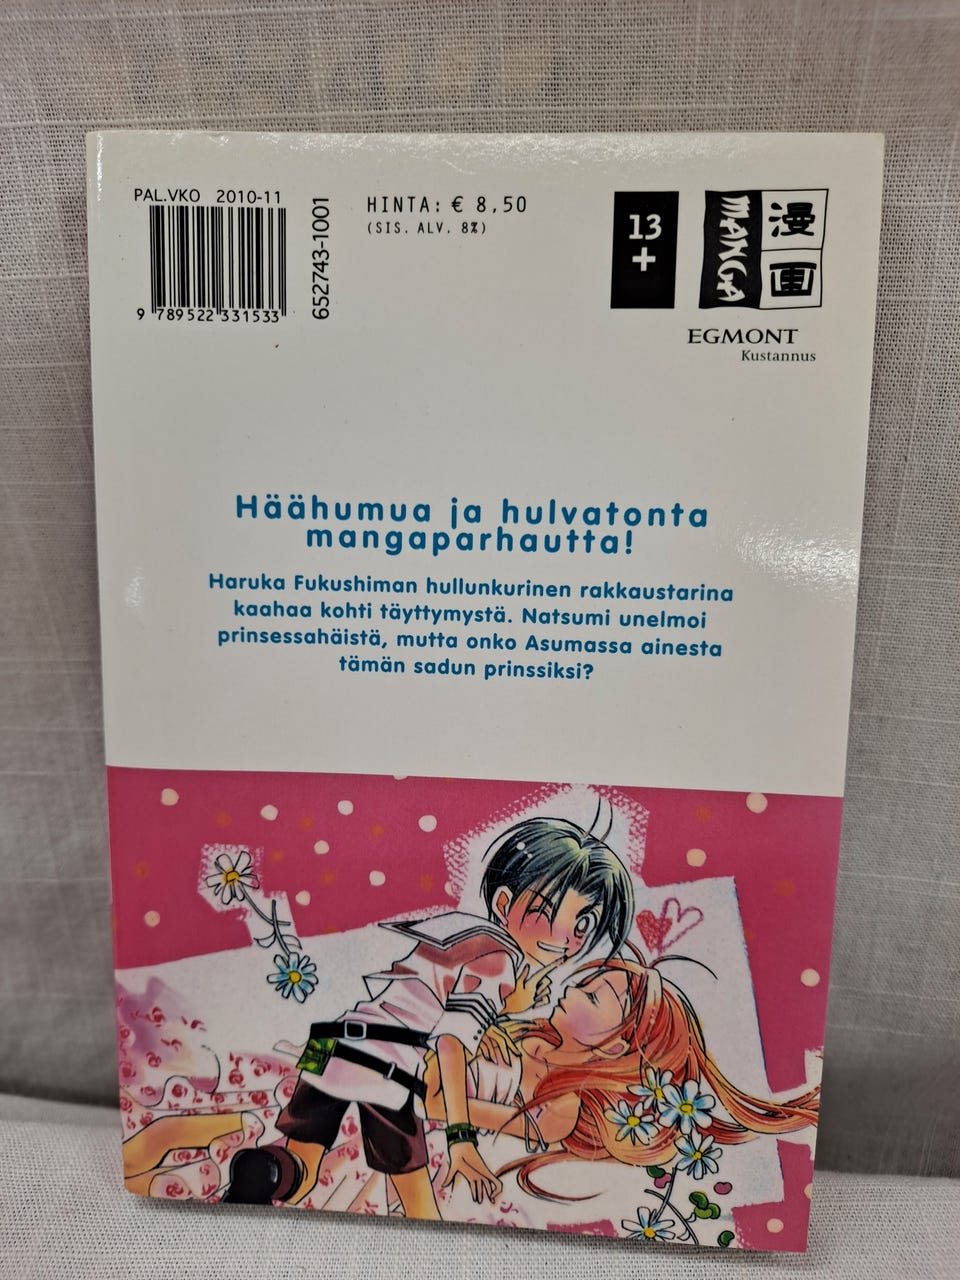 PAL.VKO 2010-11
9 789522 331533
652743-1001
HINTA: € 8,50
(SIS. ALV. 8%)
13
+
MANGA
漫
画
EGMONT
Kustannus
Häähumua ja hulvatonta
mangaparhautta!
Haruka Fukushiman hullunkurinen rakkaustarina
kaahaa kohti täyttymystä. Natsumi unelmoi
prinsessahäistä, mutta onko Asumassa ainesta
tämän sadun prinssiksi?